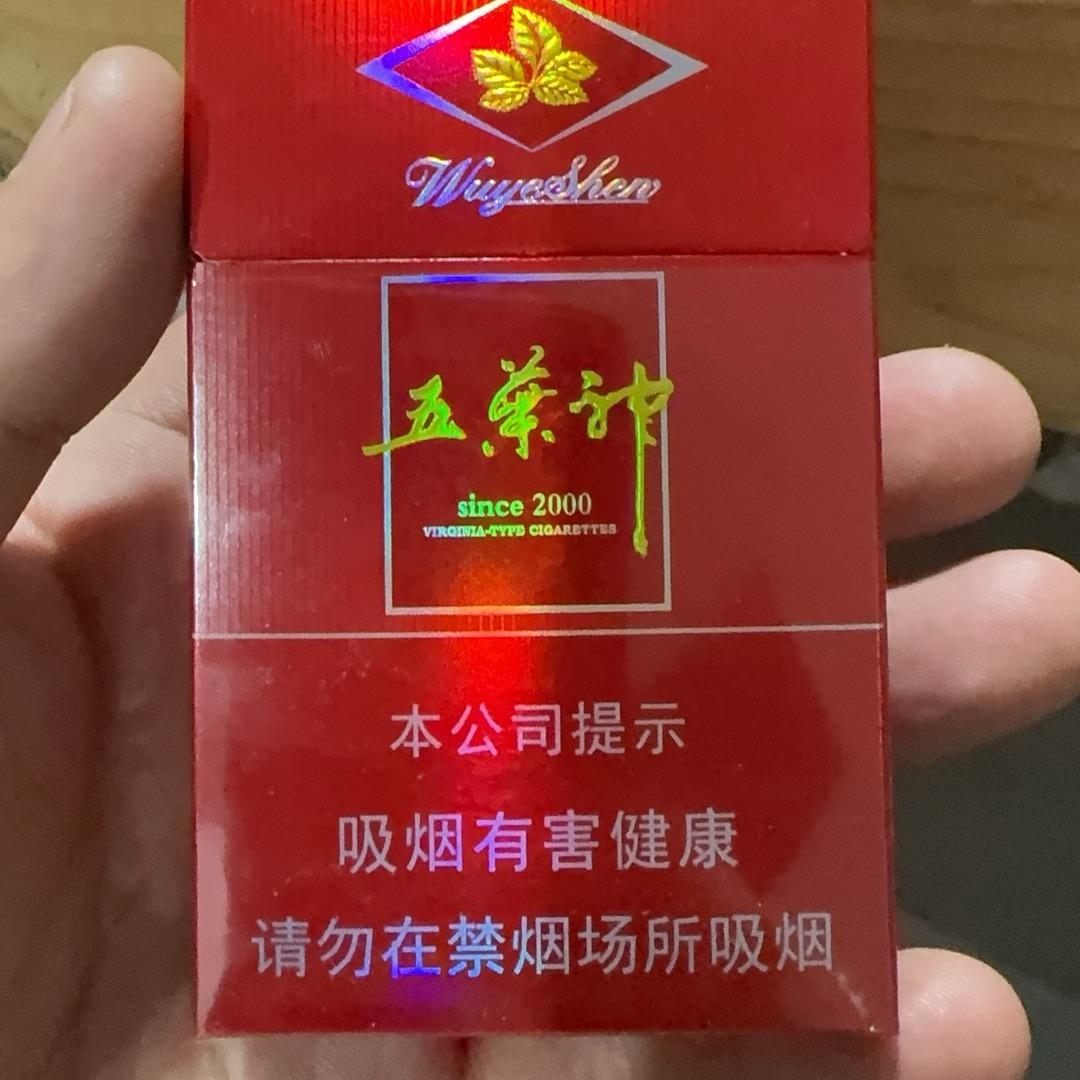 WuyeShen
五葉神
since 2000
VIRGINIA-TYPE CIGARETTES
本公司提示
吸烟有害健康
请勿在禁烟场所吸烟